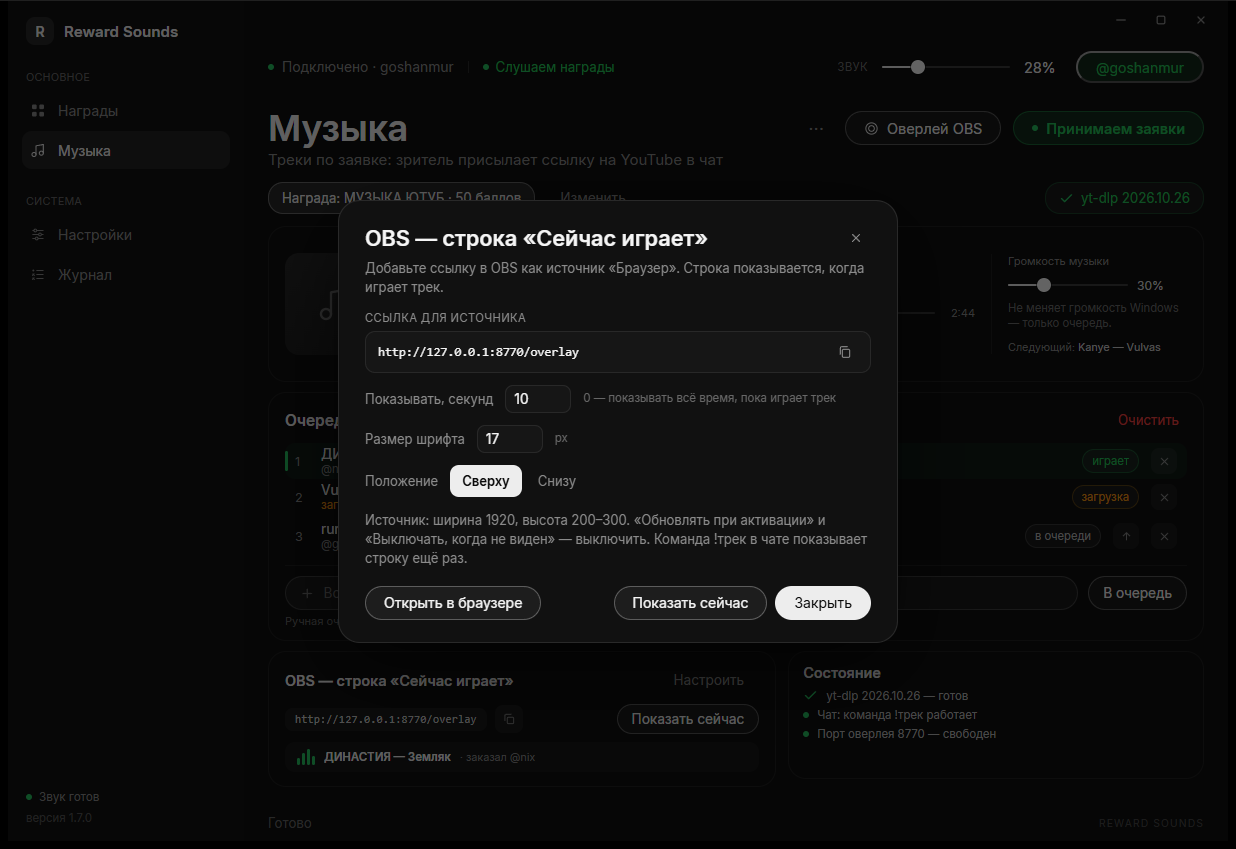 R Reward Sounds
ОСНОВНОЕ
Награды
Музыка
СИСТЕМА
Настройки
Журнал
Звук готов
версия 1.7.0
Подключено · goshanmur
Слушаем награды
ЗВУК
28%
@goshanmur
Музыка
Треки по заявке: зритель присылает ссылку на YouTube в чат
...
Оверлей OBS
Принимаем заявки
Награда: МУЗЫКА ЮТУБ · 50 баллов
Изменить
yt-dlp 2026.10.26
2:44
Громкость музыки
30%
Не меняет громкость Windows
— только очередь.
Следующий: Kanye — Vulvas
OBS — строка «Сейчас играет»
Добавьте ссылку в OBS как источник «Браузер». Строка показывается, когда
играет трек.
ССЫЛКА ДЛЯ ИСТОЧНИКА
http://127.0.0.1:8770/overlay
Показывать, секунд 10 0 — показывать всё время, пока играет трек
Размер шрифта 17 px
Положение Сверху Снизу
Источник: ширина 1920, высота 200–300. «Обновлять при активации» и
«Выключать, когда не виден» — выключить. Команда !трек в чате показывает
строку ещё раз.
Открыть в браузере
Показать сейчас
Закрыть
Очистить
1
играет
2
загрузка
3
в очереди
В очередь
OBS — строка «Сейчас играет»
Настроить
http://127.0.0.1:8770/overlay
Показать сейчас
ДИНАСТИЯ — Земляк · заказал @nix
Состояние
yt-dlp 2026.10.26 — готов
Чат: команда !трек работает
Порт оверлея 8770 — свободен
Готово
REWARD SOUNDS